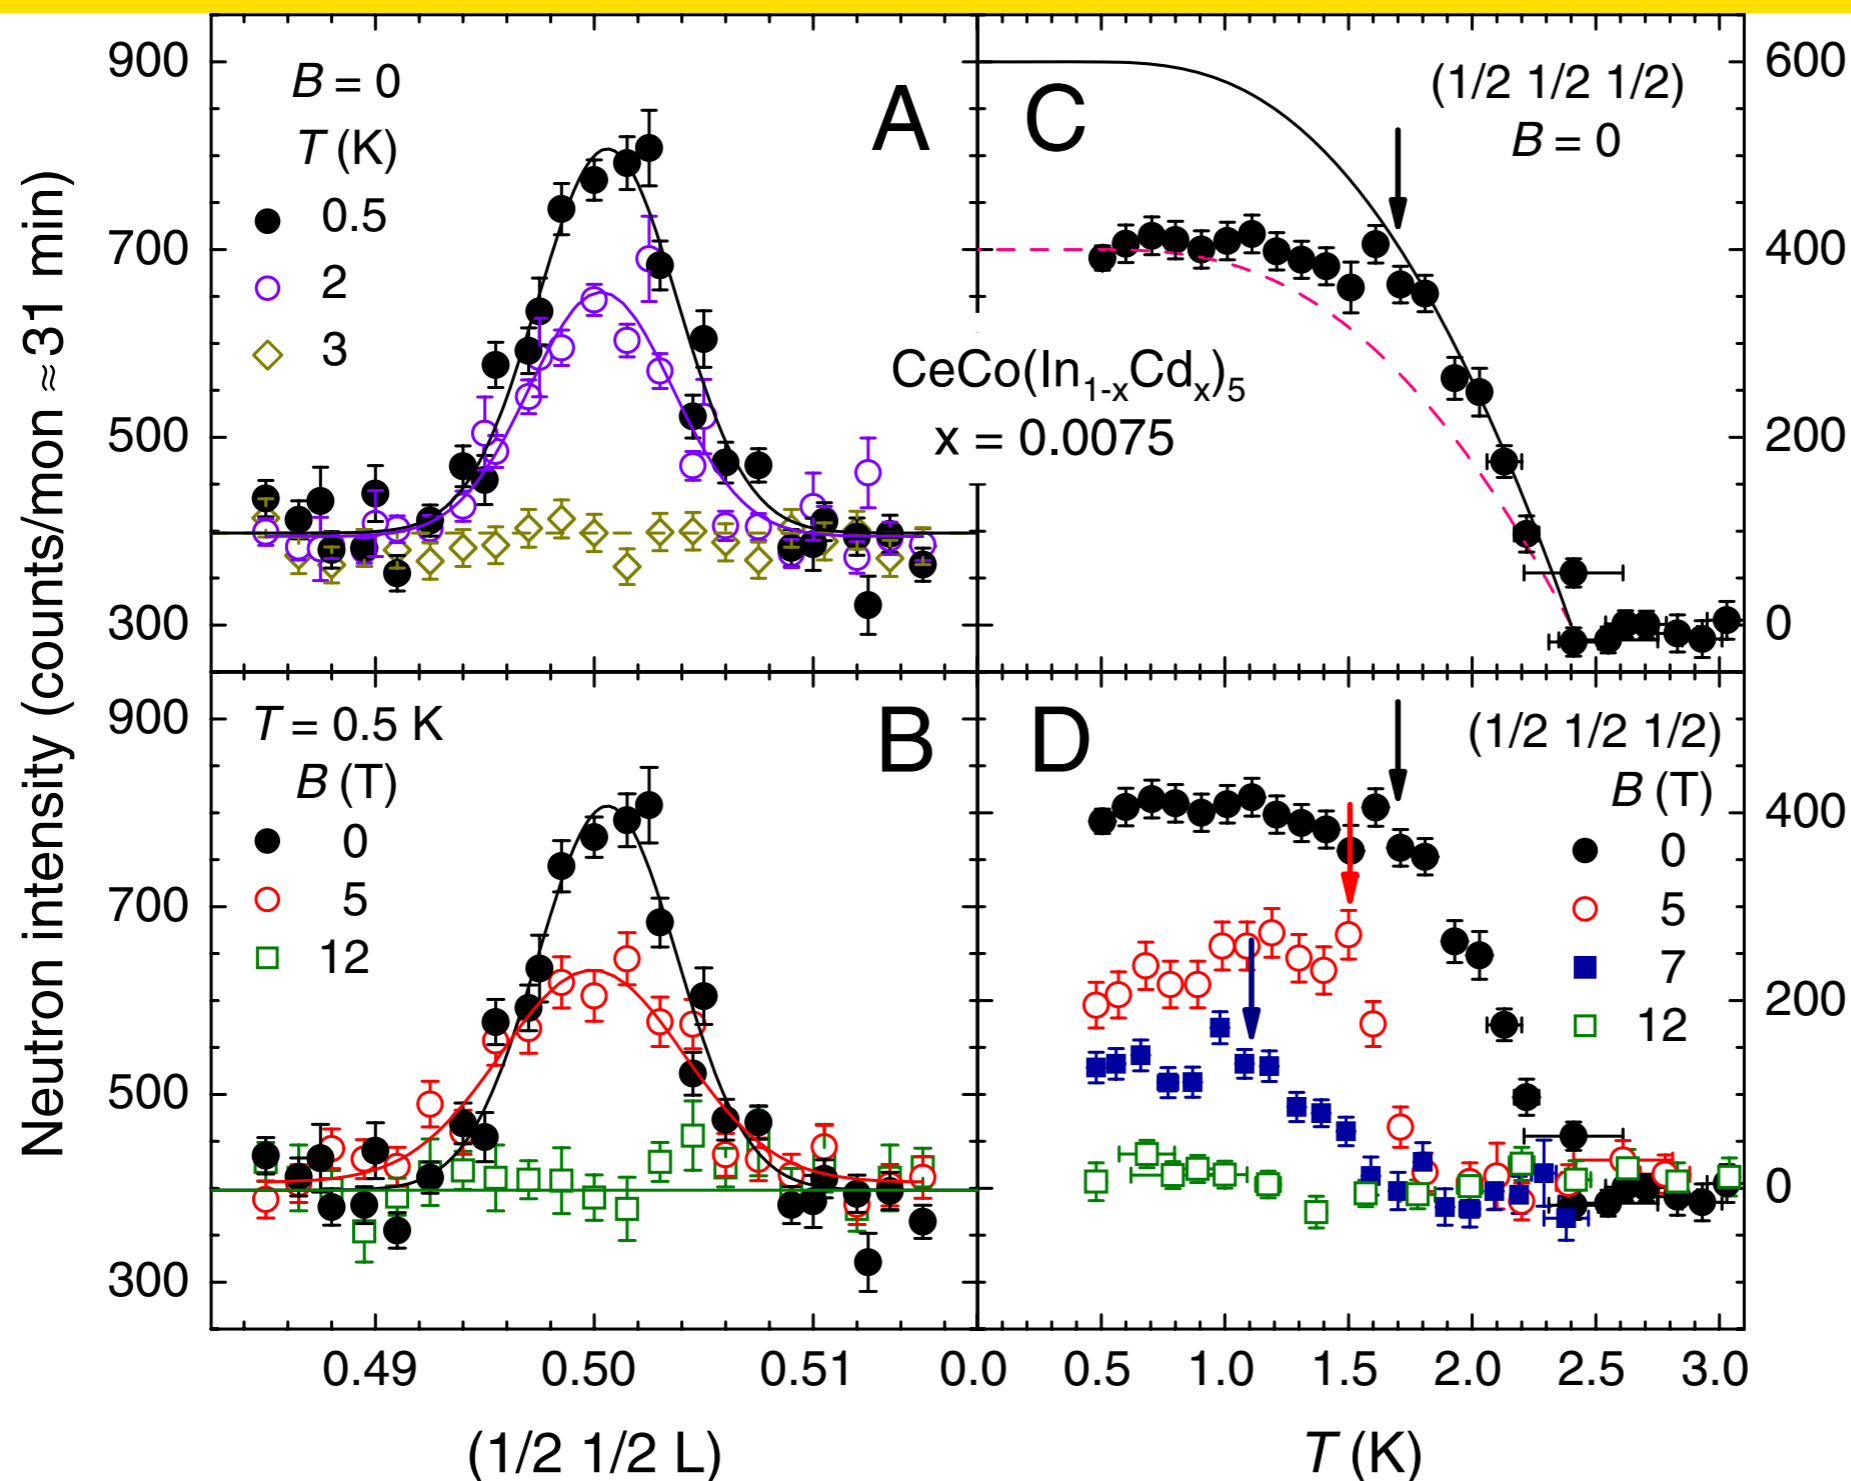 Neutron intensity (counts/mon ≈31 min)
900
700
500
300
B = 0
T (K)
0.5
2
3
A
C
(1/2 1/2 1/2)
B = 0
600
400
200
0
CeCo(In1-xCdx)5
x = 0.0075
900
700
500
300
T = 0.5 K
B (T)
0
5
12
B
D
(1/2 1/2 1/2)
B (T)
0
5
7
12
400
200
0
0.49 0.50 0.51 0.0 0.5 1.0 1.5 2.0 2.5 3.0
(1/2 1/2 L)
T (K)